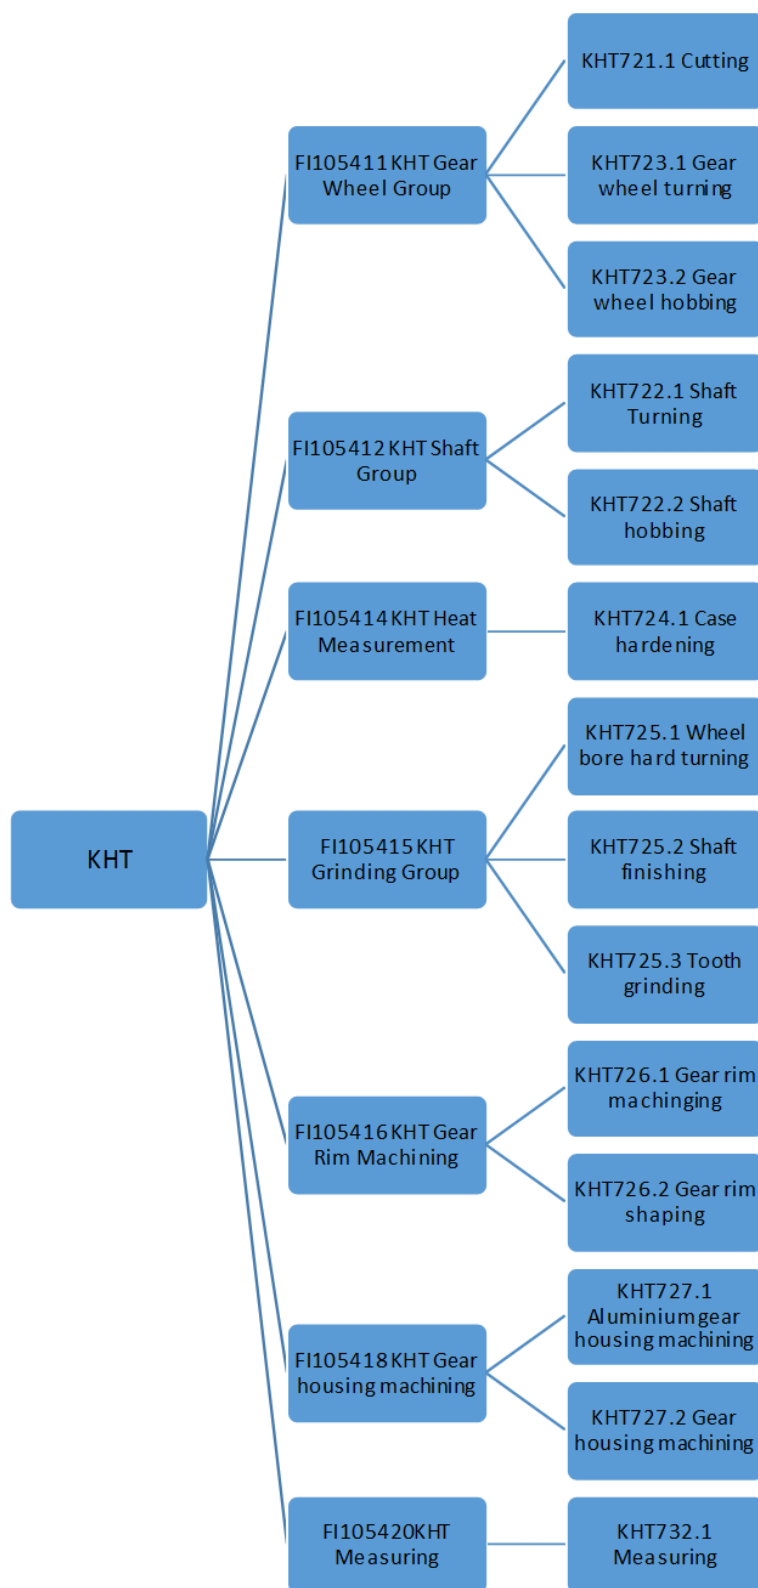 KHT721.1 Cutting
FI105411 KHT Gear
Wheel Group
KHT723.1 Gear
wheel turning
KHT723.2 Gear
wheel hobbing
KHT722.1 Shaft
Turning
FI105412 KHT Shaft
Group
KHT722.2 Shaft
hobbing
FI105414 KHT Heat
Measurement
KHT724.1 Case
hardening
KHT725.1 Wheel
bore hard turning
KHT
FI105415 KHT
Grinding Group
KHT725.2 Shaft
finishing
KHT725.3 Tooth
grinding
KHT726.1 Gear rim
machinging
FI105416 KHT Gear
Rim Machining
KHT726.2 Gear rim
shaping
KHT727.1
Aluminium gear
housing machining
FI105418 KHT Gear
housing machining
KHT727.2 Gear
housing machining
FI105420KHT
Measuring
KHT732.1
Measuring